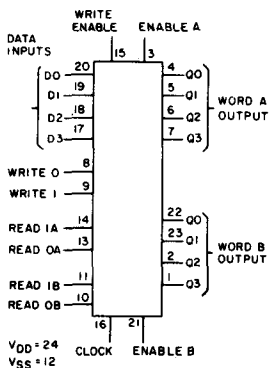 WRITE ENABLE
ENABLE A
DATA INPUTS
15
3
20 D0
19 D1
18 D2
17 D3
4 Q0
5 Q1
6 Q2
7 Q3
WORD A OUTPUT
WRITE 0 8
WRITE 1 9
READ 1A 14
READ 0A 13
READ 1B 11
READ 0B 10
22 Q0
23 Q1
2 Q2
1 Q3
WORD B OUTPUT
16
21
VDD = 24
VSS = 12
CLOCK
ENABLE B